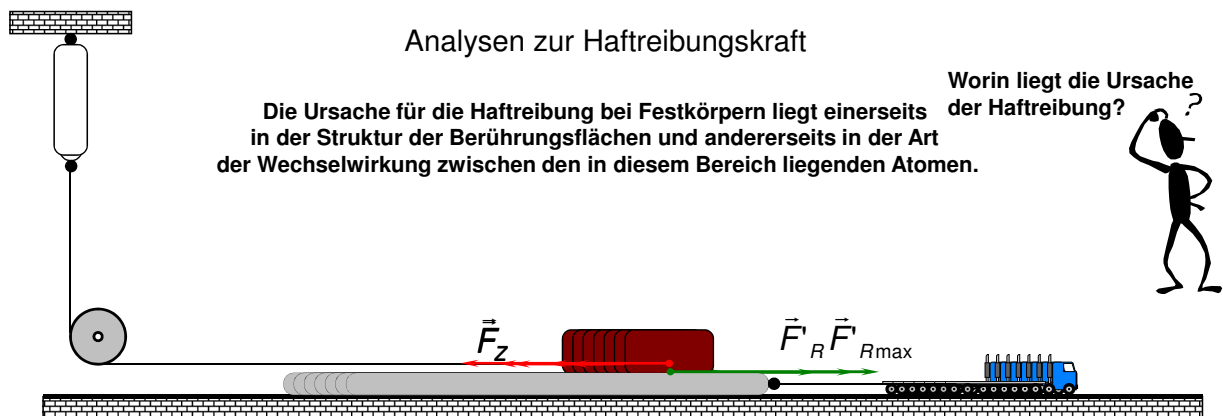 Analysen zur Haftreibungskraft
Worin liegt die Ursache
der Haftreibung?
?
Die Ursache für die Haftreibung bei Festkörpern liegt einerseits
in der Struktur der Berührungsflächen und andererseits in der Art
der Wechselwirkung zwischen den in diesem Bereich liegenden Atomen.
F⃗Z
F⃗'R F⃗'Rmax